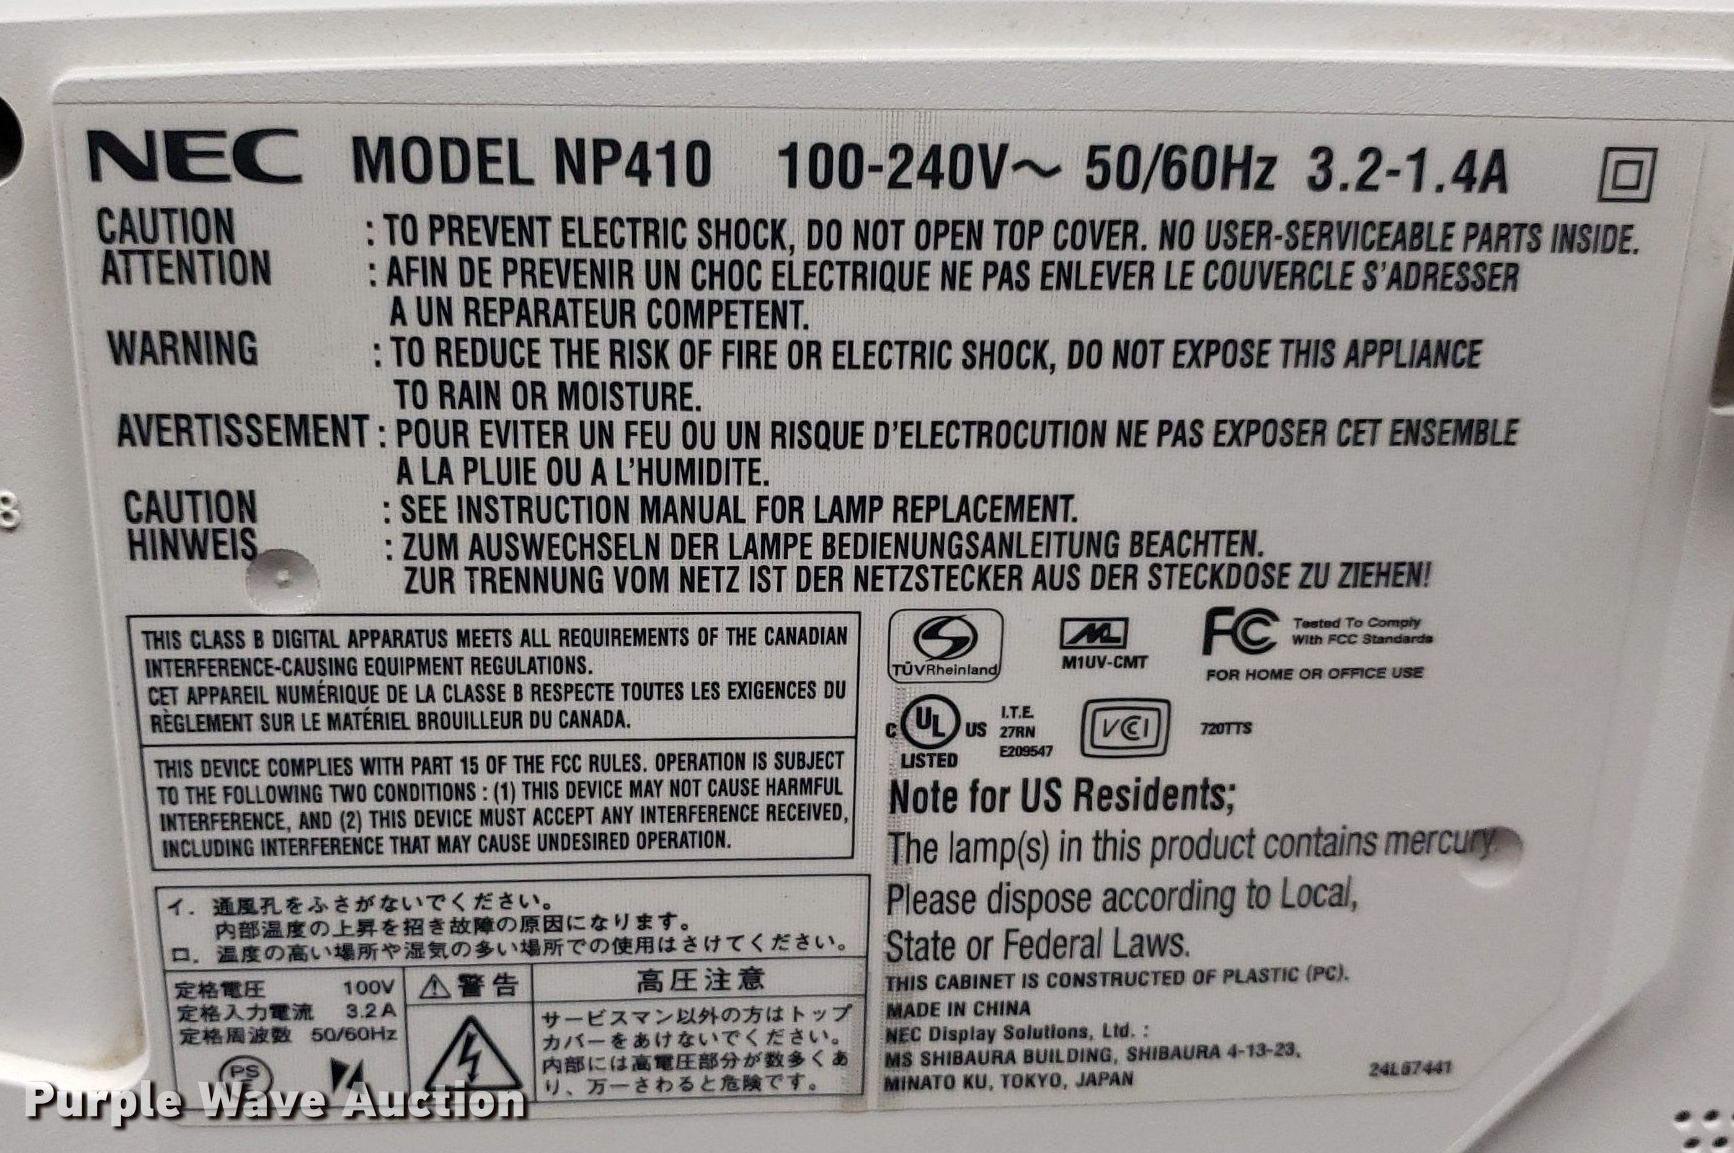 NEC MODEL NP410 100-240V～ 50/60Hz 3.2-1.4A
CAUTION : TO PREVENT ELECTRIC SHOCK, DO NOT OPEN TOP COVER. NO USER-SERVICEABLE PARTS INSIDE.
ATTENTION : AFIN DE PREVENIR UN CHOC ELECTRIQUE NE PAS ENLEVER LE COUVERCLE S'ADRESSER
A UN REPARATEUR COMPETENT.
WARNING : TO REDUCE THE RISK OF FIRE OR ELECTRIC SHOCK, DO NOT EXPOSE THIS APPLIANCE
TO RAIN OR MOISTURE.
AVERTISSEMENT : POUR EVITER UN FEU OU UN RISQUE D'ELECTROCUTION NE PAS EXPOSER CET ENSEMBLE
A LA PLUIE OU A L'HUMIDITE.
CAUTION : SEE INSTRUCTION MANUAL FOR LAMP REPLACEMENT.
HINWEIS : ZUM AUSWECHSELN DER LAMPE BEDIENUNGSANLEITUNG BEACHTEN.
ZUR TRENNUNG VOM NETZ IST DER NETZSTECKER AUS DER STECKDOSE ZU ZIEHEN!
8
THIS CLASS B DIGITAL APPARATUS MEETS ALL REQUIREMENTS OF THE CANADIAN
INTERFERENCE-CAUSING EQUIPMENT REGULATIONS.
CET APPAREIL NUMÉRIQUE DE LA CLASSE B RESPECTE TOUTES LES EXIGENCES DU
RÈGLEMENT SUR LE MATÉRIEL BROUILLEUR DU CANADA.
THIS DEVICE COMPLIES WITH PART 15 OF THE FCC RULES. OPERATION IS SUBJECT
TO THE FOLLOWING TWO CONDITIONS : (1) THIS DEVICE MAY NOT CAUSE HARMFUL
INTERFERENCE, AND (2) THIS DEVICE MUST ACCEPT ANY INTERFERENCE RECEIVED,
INCLUDING INTERFERENCE THAT MAY CAUSE UNDESIRED OPERATION.
イ. 通風孔をふさがないでください。
内部温度の上昇を招き故障の原因になります。
ロ. 温度の高い場所や湿気の多い場所での使用はさけてください。
定格電圧 100V
定格入力電流 3.2A
定格周波数 50/60Hz
PS
E
警告
高圧注意
サービスマン以外の方はトップ
カバーをあけないでください。
内部には高電圧部分が数多くあ
り、万一さわると危険です。
TÜVRheinland
M1UV-CMT
FC Tested To Comply
With FCC Standards
FOR HOME OR OFFICE USE
C UL US
LISTED
I.T.E.
27RN
E209547
VCI
720TTS
Note for US Residents;
The lamp(s) in this product contains mercury.
Please dispose according to Local,
State or Federal Laws.
THIS CABINET IS CONSTRUCTED OF PLASTIC (PC).
MADE IN CHINA
NEC Display Solutions, Ltd. :
MS SHIBAURA BUILDING, SHIBAURA 4-13-23,
MINATO KU, TOKYO, JAPAN
24L67441
Purple Wave Auction